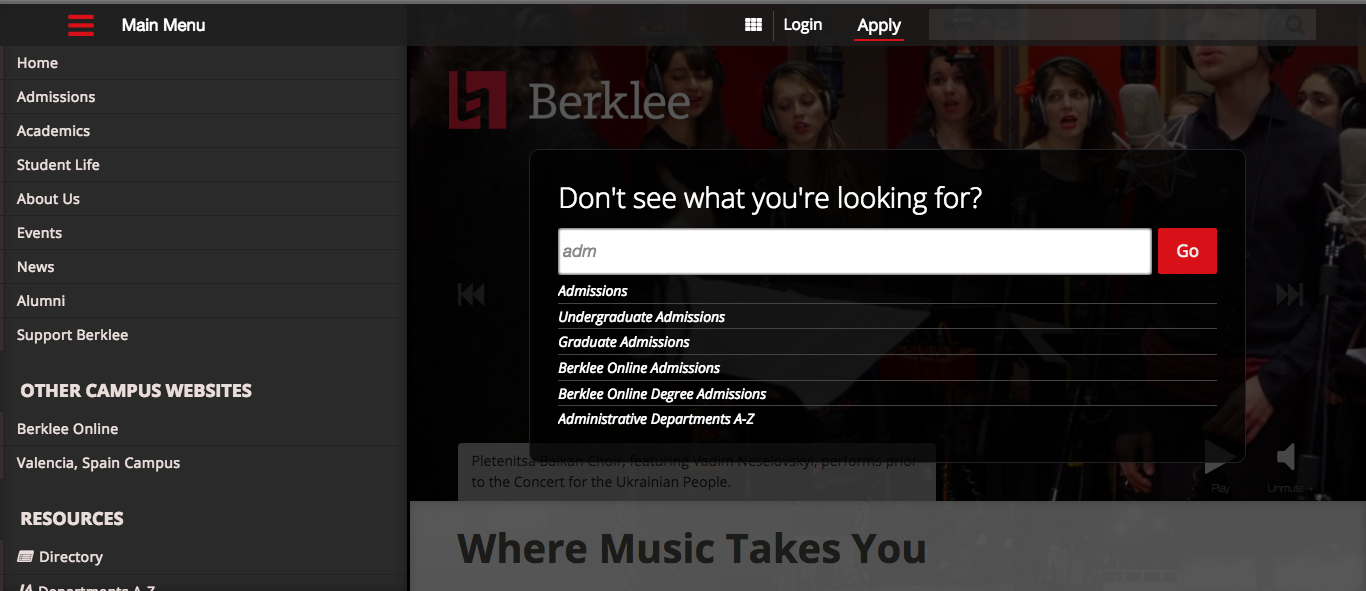 Main Menu
Login
Apply
Home
Admissions
Academics
Student Life
About Us
Events
News
Alumni
Support Berklee
OTHER CAMPUS WEBSITES
Berklee Online
Valencia, Spain Campus
RESOURCES
Directory
Departments A-Z
Berklee
Don't see what you're looking for?
adm
Go
Admissions
Undergraduate Admissions
Graduate Admissions
Berklee Online Admissions
Berklee Online Degree Admissions
Administrative Departments A-Z
Pletenitsa Balkan Choir, featuring Vadim Neselovskyi, performs prior
to the Concert for the Ukrainian People.
Play
Unmute
Where Music Takes You